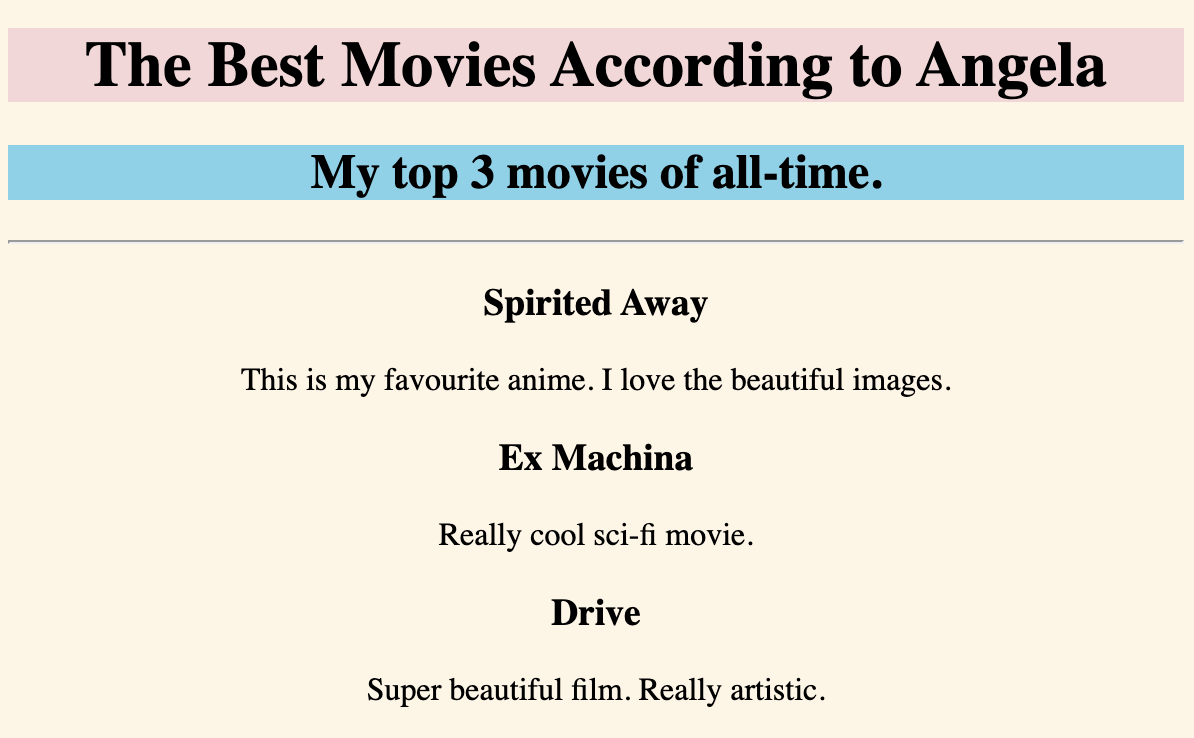 The Best Movies According to Angela
My top 3 movies of all-time.
Spirited Away
This is my favourite anime. I love the beautiful images.
Ex Machina
Really cool sci-fi movie.
Drive
Super beautiful film. Really artistic.